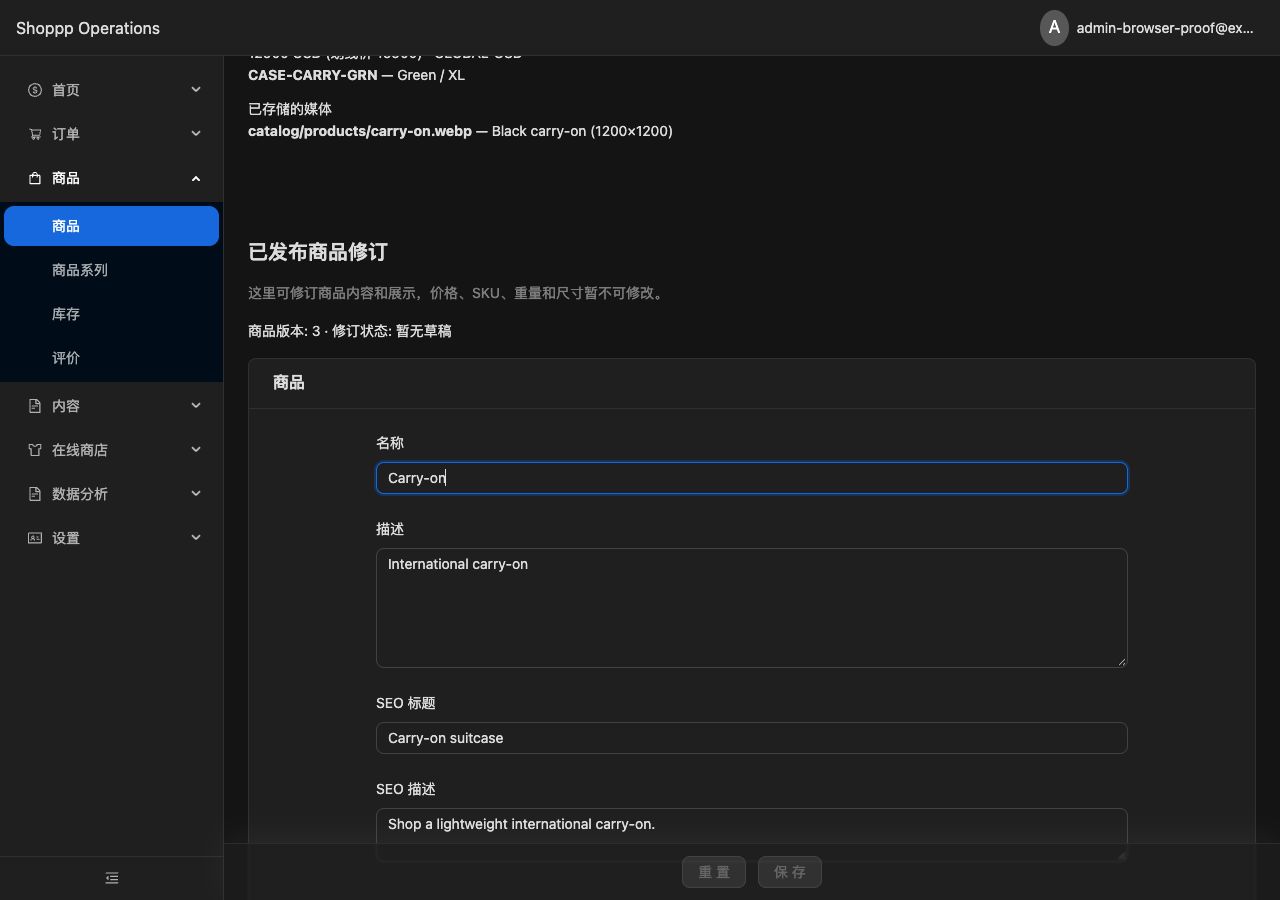 Shoppp Operations
A
admin-browser-proof@ex...
首页
订单
商品
商品
商品系列
库存
评价
内容
在线商店
数据分析
设置
CASE-CARRY-GRN — Green / XL
已存储的媒体
catalog/products/carry-on.webp — Black carry-on (1200×1200)
已发布商品修订
这里可修订商品内容和展示，价格、SKU、重量和尺寸暂不可修改。
商品版本: 3 · 修订状态: 暂无草稿
商品
名称
Carry-on
描述
International carry-on
SEO 标题
Carry-on suitcase
SEO 描述
Shop a lightweight international carry-on.
重 置
保 存